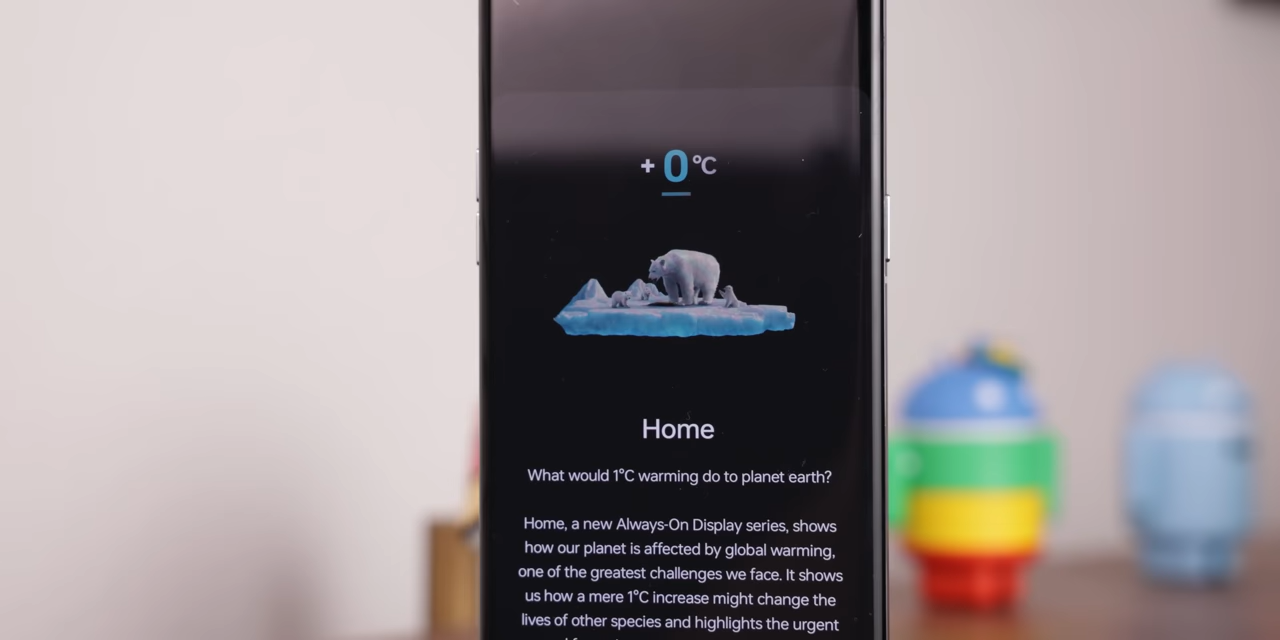 + 0 °C
Home
What would 1°C warming do to planet earth?
Home, a new Always-On Display series, shows
how our planet is affected by global warming,
one of the greatest challenges we face. It shows
us how a mere 1°C increase might change the
lives of other species and highlights the urgent